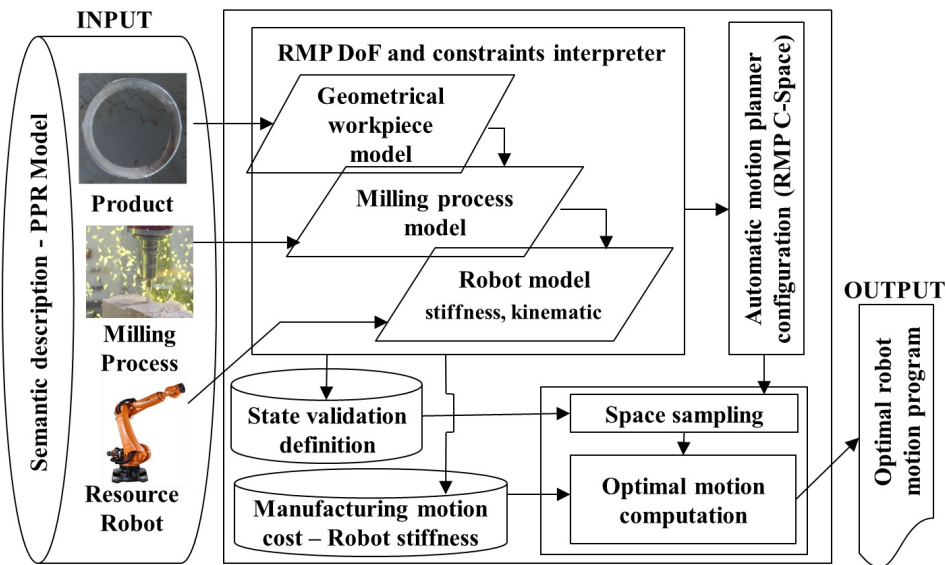 INPUT
Semantic description - PPR Model
Product
Milling
Process
Resource
Robot
RMP DoF and constraints interpreter
Geometrical
workpiece
model
Milling process
model
Robot model
stiffness, kinematic
Automatic motion planner
configuration (RMP C-Space)
State validation
definition
Manufacturing motion
cost – Robot stiffness
Space sampling
Optimal motion
computation
OUTPUT
Optimal robot
motion program